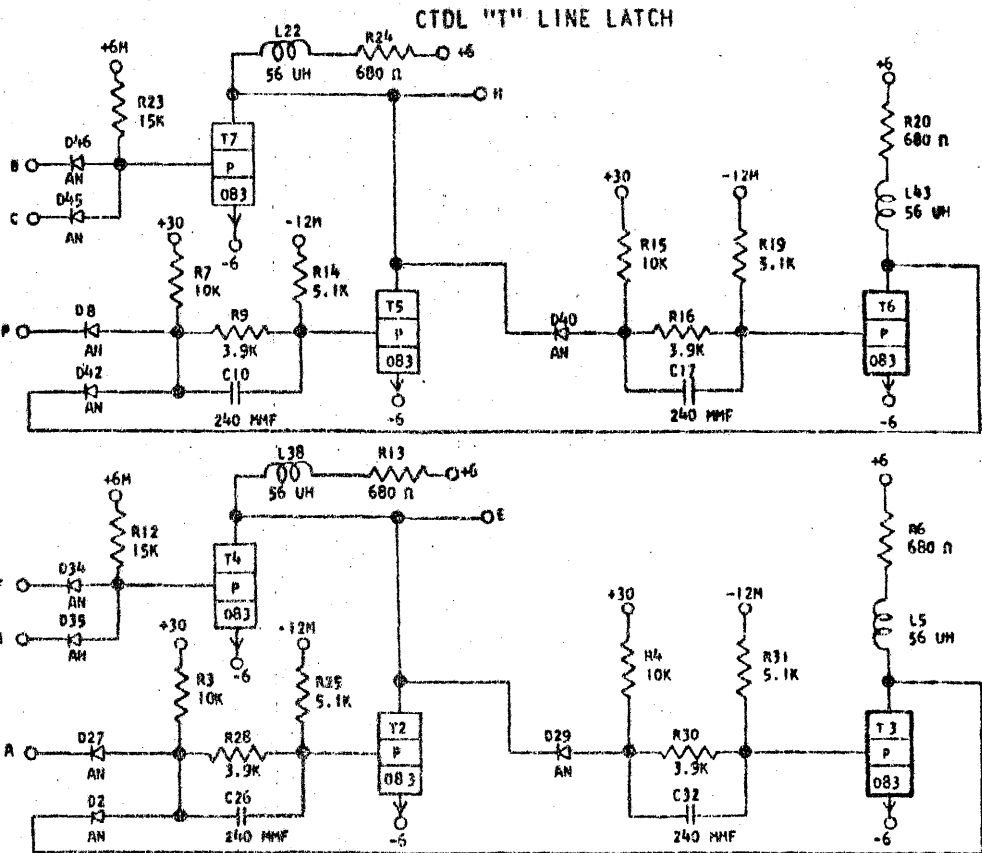 CTDL "T" LINE LATCH
L22
56 UH
R24
680 Ω
+6
+6M
R23
15K
H
+6
R20
680 Ω
L43
56 UH
D46
AN
B
D45
AN
C
T7
P
083
-6
+30
R7
10K
-12M
R14
5.1K
+30
R15
10K
-12M
R19
5.1K
D8
AN
P
R9
3.9K
T5
P
083
-6
D40
AN
R16
3.9K
T6
P
083
-6
D42
AN
C10
240 MMF
C17
240 MMF
L38
56 UH
R13
680 Ω
+6
+6M
R12
15K
E
+6
R6
680 Ω
L5
56 UH
D34
AN
D35
AN
T4
P
083
-6
+30
R3
10K
-12M
R25
5.1K
+30
R4
10K
-12M
R31
5.1K
D27
AN
A
R28
3.9K
T2
P
083
-6
D29
AN
R30
3.9K
T3
P
083
-6
D2
AN
C26
240 MMF
C32
240 MMF